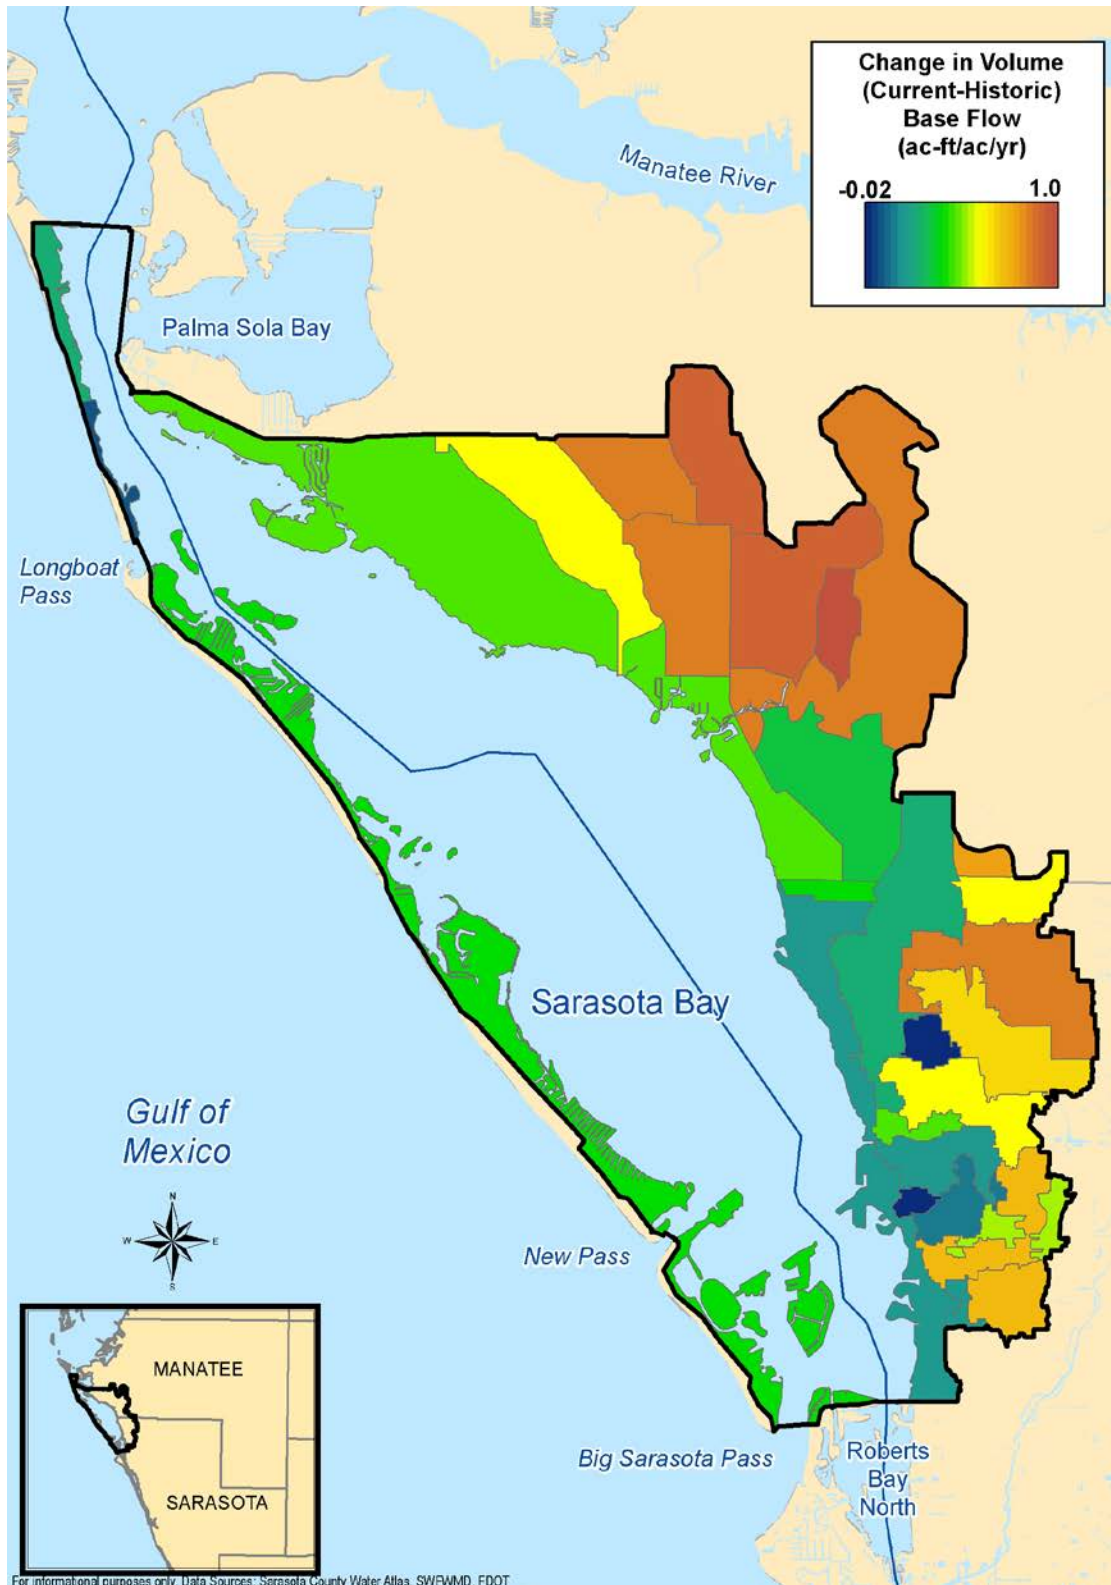 Change in Volume
(Current-Historic)
Base Flow
(ac-ft/ac/yr)
-0.02 1.0
Manatee River
Palma Sola Bay
Longboat
Pass
Sarasota Bay
Gulf of
Mexico
N
W E
S
New Pass
MANATEE
SARASOTA
Big Sarasota Pass
Roberts
Bay
North
For informational purposes only. Data Sources: Sarasota County Water Atlas, SWFWMD, FDOT